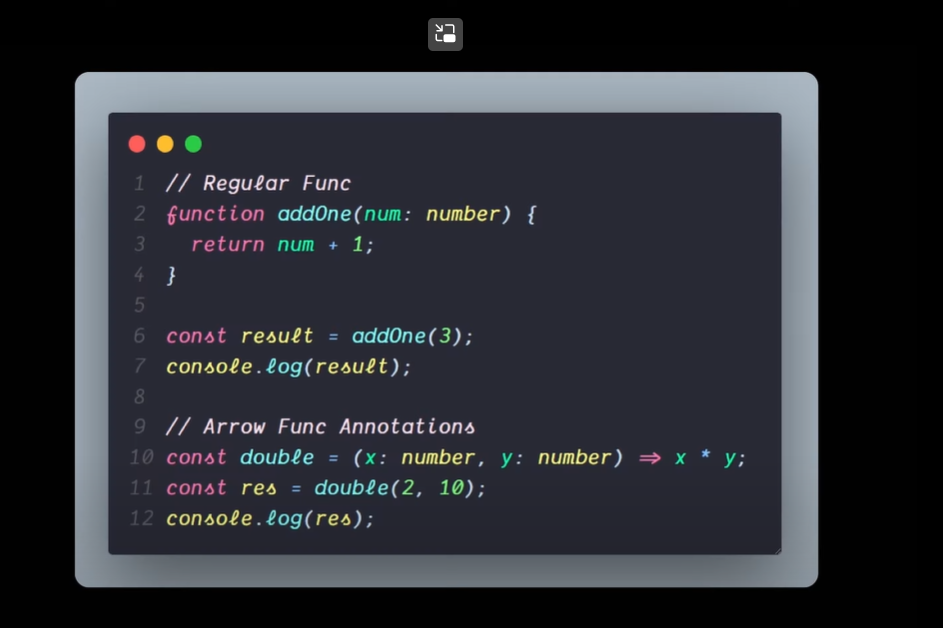 1 // Regular Func
2 function addOne(num: number) {
3   return num + 1;
4 }
5
6 const result = addOne(3);
7 console.log(result);
8
9 // Arrow Func Annotations
10 const double = (x: number, y: number) => x * y;
11 const res = double(2, 10);
12 console.log(res);